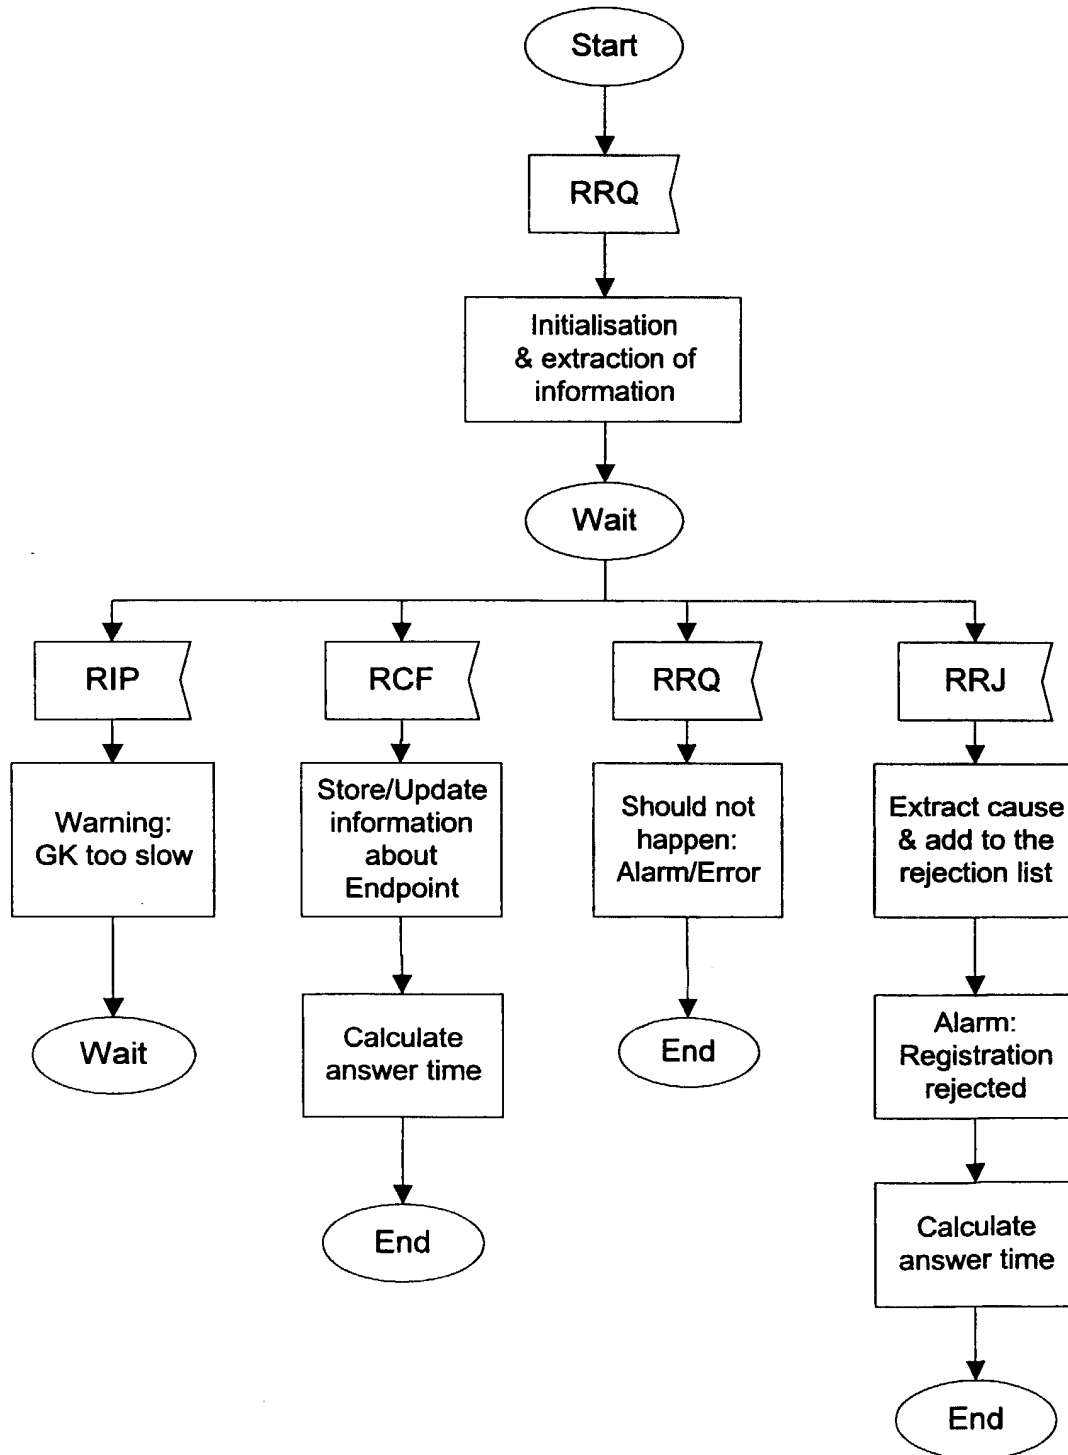 Start
RRQ
Initialisation
& extraction of
information
Wait
RIP
RCF
RRQ
RRJ
Warning:
GK too slow
Store/Update
information
about
Endpoint
Should not
happen:
Alarm/Error
Extract cause
& add to the
rejection list
Wait
Calculate
answer time
End
Alarm:
Registration
rejected
End
Calculate
answer time
End